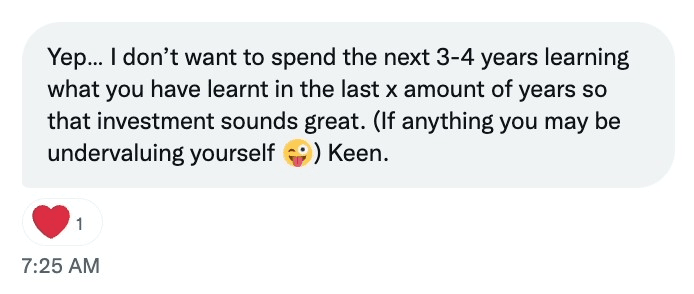 Yep... I don’t want to spend the next 3-4 years learning
what you have learnt in the last x amount of years so
that investment sounds great. (If anything you may be
undervaluing yourself 😜) Keen.
❤️ 1
7:25 AM